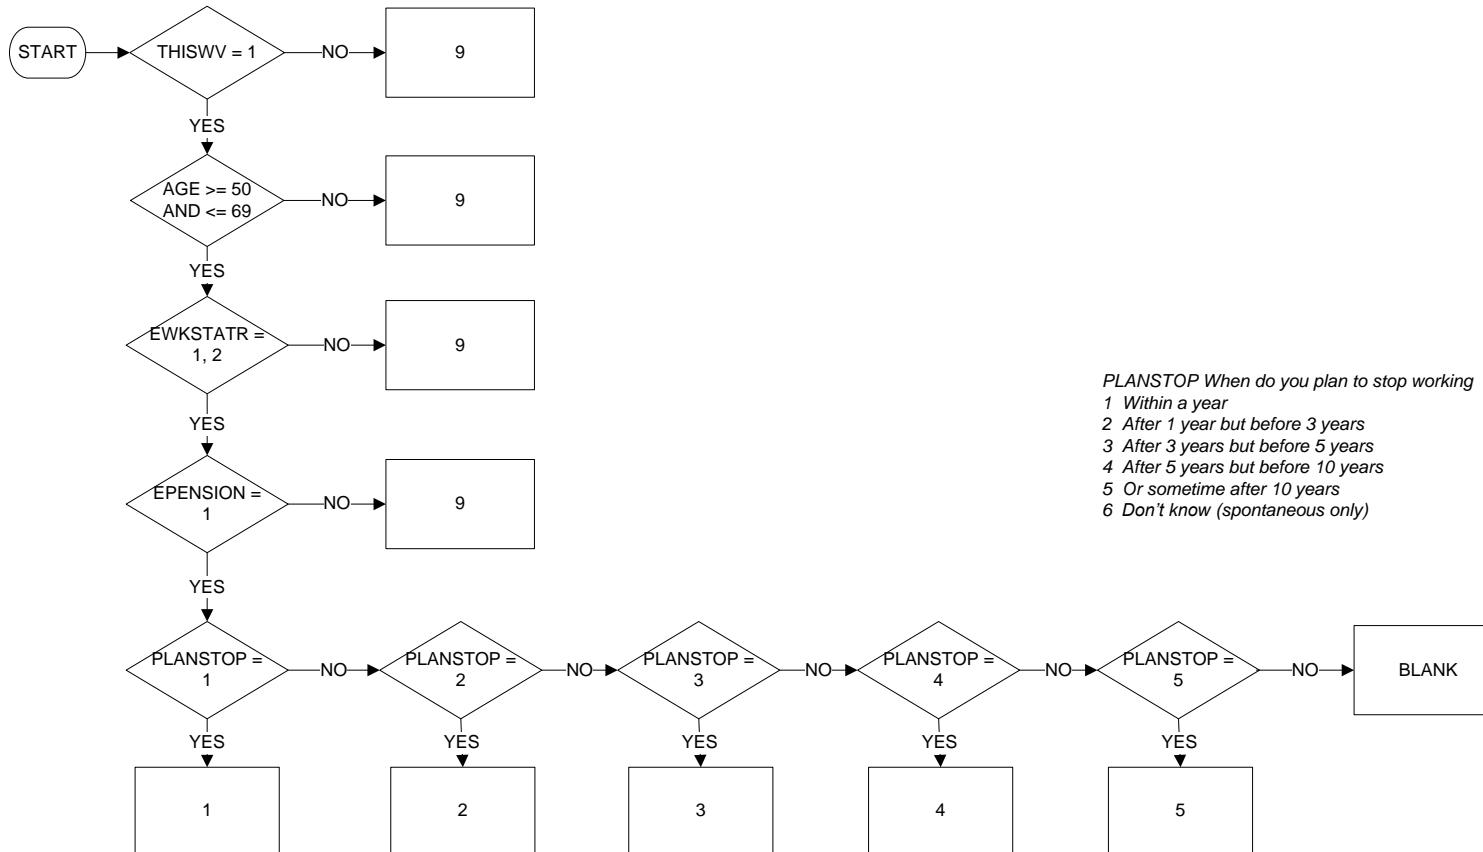 START
THISWV = 1
NO
9
YES
AGE >= 50
AND <= 69
NO
9
YES
EWKSTATR =
1, 2
NO
9
YES
EPENSION =
1
NO
9
YES
PLANSTOP When do you plan to stop working
1 Within a year
2 After 1 year but before 3 years
3 After 3 years but before 5 years
4 After 5 years but before 10 years
5 Or sometime after 10 years
6 Don't know (spontaneous only)
PLANSTOP =
1
NO
PLANSTOP =
2
NO
PLANSTOP =
3
NO
PLANSTOP =
4
NO
PLANSTOP =
5
NO
BLANK
YES
YES
YES
YES
YES
1
2
3
4
5